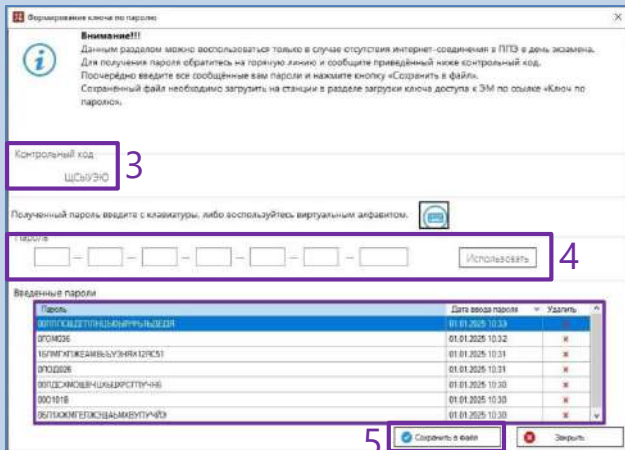 Формирование ключа по паролю
Внимание!!!
Данным разделом можно воспользоваться только в случае отсутствия интернет-соединения в ППЭ в день экзамена.
Для получения пароля обратитесь на горячую линию и сообщите приведённый ниже контрольный код.
Поочерёдно введите все сообщённые вам пароли и нажмите кнопку «Сохранить в файл».
Сохранённый файл необходимо загрузить на станции в разделе загрузки ключа доступа к ЭМ по ссылке «Ключ по
паролю».
Контрольный код
3
ЩСЫУЭЮ
Полученный пароль введите с клавиатуры, либо воспользуйтесь виртуальным алфавитом.
Пароль
— — — — — —
Использовать
4
Введенные пароли
Пароль Дата ввода пароля Удалить
01.01.2025 10:33
0ГОМ036 01.01.2025 10:32
01.01.2025 10:31
0ПОД026 01.01.2025 10:31
01.01.2025 10:30
00О101В 01.01.2025 10:30
01.01.2025 10:30
5
Сохранить в файл
Закрыть